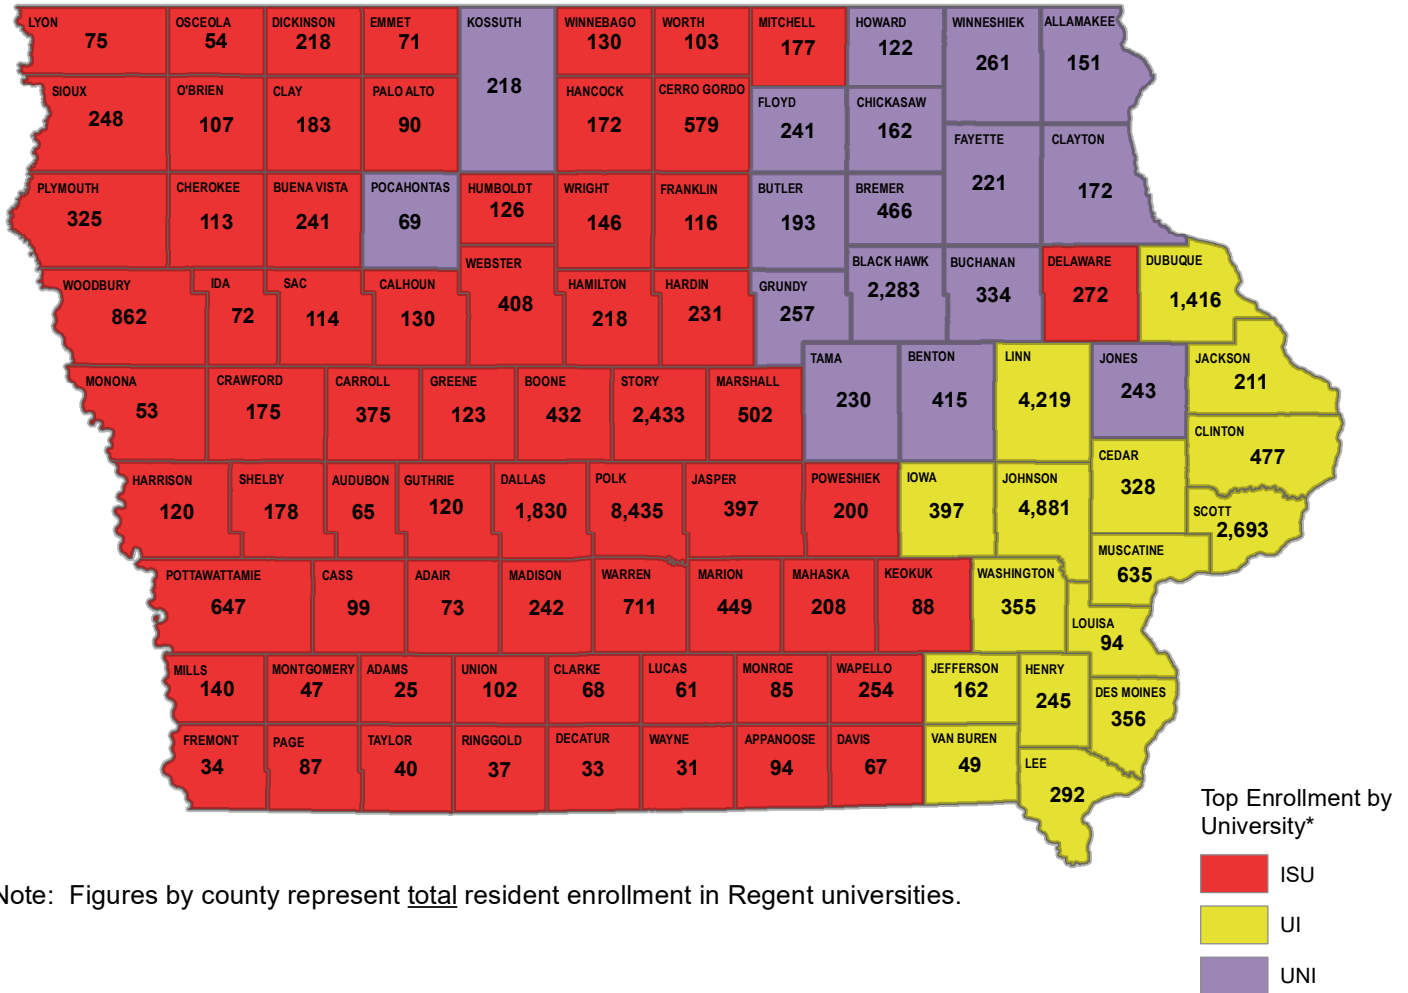 LYON
75
OSCEOLA
54
DICKINSON
218
EMMET
71
KOSSUTH
218
WINNEBAGO
130
WORTH
103
MITCHELL
177
HOWARD
122
WINNESHIEK
261
ALLAMAKEE
151
SIOUX
248
O'BRIEN
107
CLAY
183
PALO ALTO
90
HANCOCK
172
CERRO GORDO
579
FLOYD
241
CHICKASAW
162
FAYETTE
221
CLAYTON
172
PLYMOUTH
325
CHEROKEE
113
BUENA VISTA
241
POCAHONTAS
69
HUMBOLDT
126
WRIGHT
146
FRANKLIN
116
BUTLER
193
BREMER
466
WOODBURY
862
IDA
72
SAC
114
CALHOUN
130
WEBSTER
408
HAMILTON
218
HARDIN
231
GRUNDY
257
BLACK HAWK
2,283
BUCHANAN
334
DELAWARE
272
DUBUQUE
1,416
MONONA
53
CRAWFORD
175
CARROLL
375
GREENE
123
BOONE
432
STORY
2,433
MARSHALL
502
TAMA
230
BENTON
415
LINN
4,219
JONES
243
JACKSON
211
CLINTON
477
HARRISON
120
SHELBY
178
AUDUBON
65
GUTHRIE
120
DALLAS
1,830
POLK
8,435
JASPER
397
POWESHIEK
200
IOWA
397
JOHNSON
4,881
CEDAR
328
SCOTT
2,693
POTTAWATTAMIE
647
CASS
99
ADAIR
73
MADISON
242
WARREN
711
MARION
449
MAHASKA
208
KEOKUK
88
WASHINGTON
355
MUSCATINE
635
LOUISA
94
MILLS
140
MONTGOMERY
47
ADAMS
25
UNION
102
CLARKE
68
LUCAS
61
MONROE
85
WAPELLO
254
JEFFERSON
162
HENRY
245
DES MOINES
356
FREMONT
34
PAGE
87
TAYLOR
40
RINGGOLD
37
DECATUR
33
WAYNE
31
APPANOOSE
94
DAVIS
67
VAN BUREN
49
LEE
292
Top Enrollment by
University*
ISU
UI
UNI
Note: Figures by county represent total resident enrollment in Regent universities.